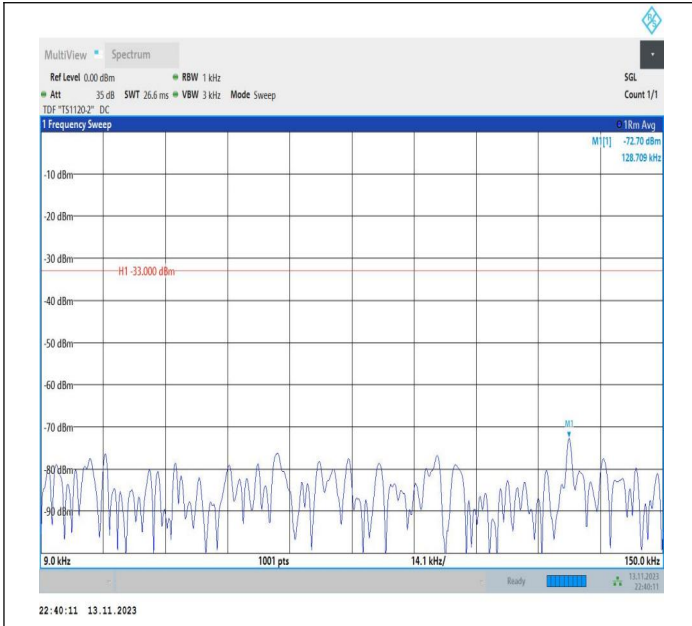 R S
MultiView Spectrum
Ref Level 0.00 dBm RBW 1 kHz SGL
Att 35 dB SWT 26.6 ms VBW 3 kHz Mode Sweep Count 1/1
TDF "TS1120-2" DC
1 Frequency Sweep 1Rm Avg
M1[1] -72.70 dBm
128.709 kHz
-10 dBm
-20 dBm
-30 dBm
H1 -33.000 dBm
-40 dBm
-50 dBm
-60 dBm
-70 dBm
M1
-80 dBm
-90 dBm
9.0 kHz 1001 pts 14.1 kHz/ 150.0 kHz
Ready 13.11.2023
22:40:11
22:40:11 13.11.2023